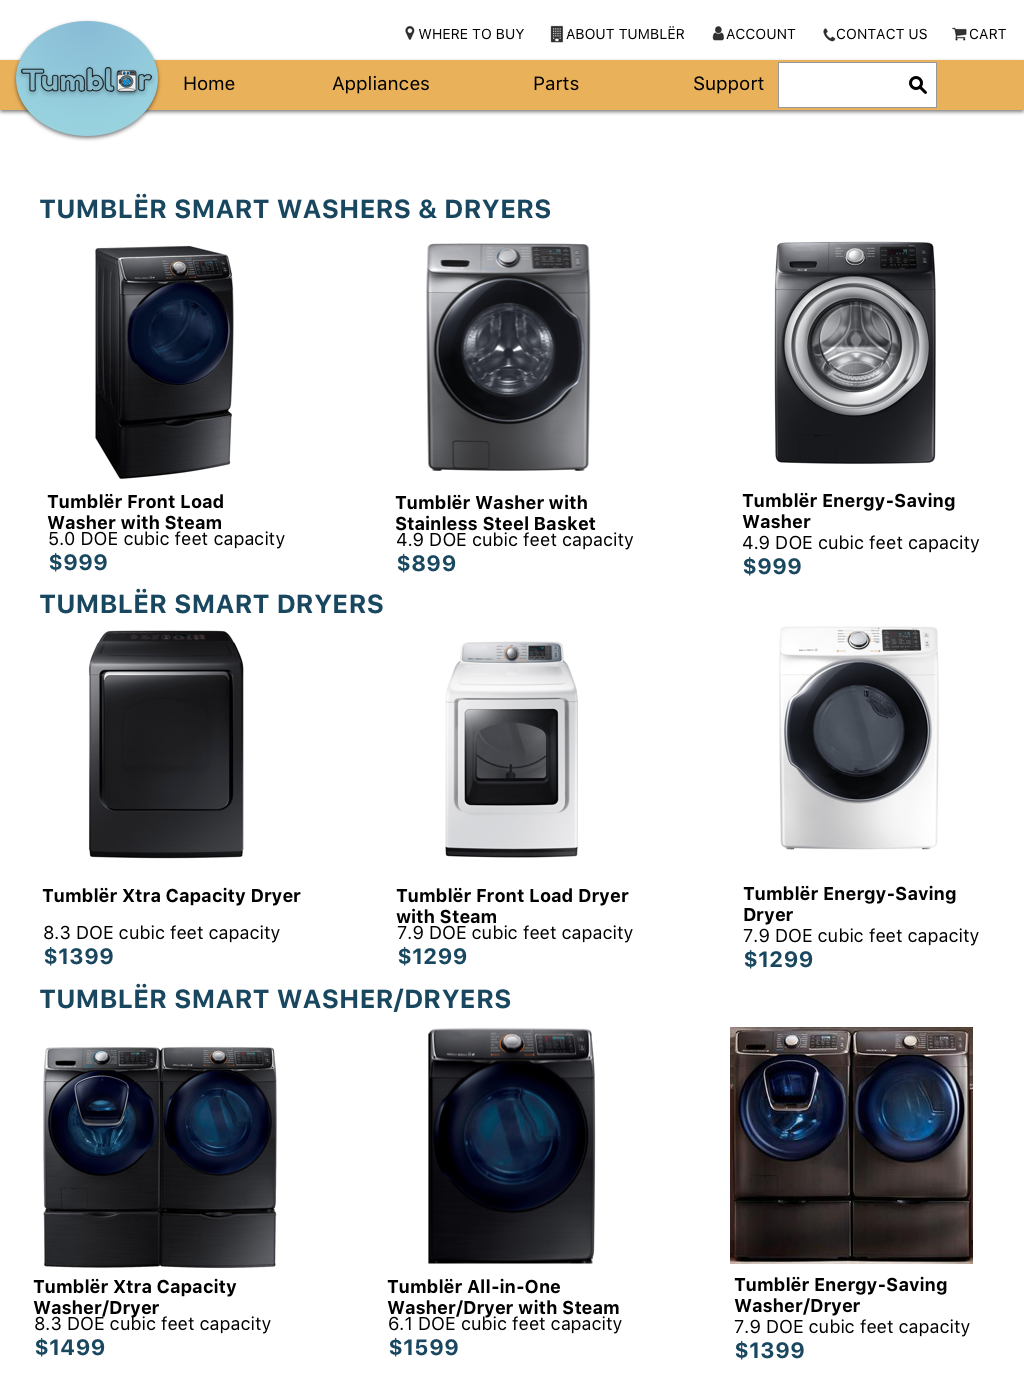 WHERE TO BUY
ABOUT TUMBLËR
ACCOUNT
CONTACT US
CART
Tumblör
Home
Appliances
Parts
Support
TUMBLËR SMART WASHERS & DRYERS
Tumblër Front Load
Washer with Steam
5.0 DOE cubic feet capacity
$999
Tumblër Washer with
Stainless Steel Basket
4.9 DOE cubic feet capacity
$899
Tumblër Energy-Saving
Washer
4.9 DOE cubic feet capacity
$999
TUMBLËR SMART DRYERS
Tumblër Xtra Capacity Dryer
8.3 DOE cubic feet capacity
$1399
Tumblër Front Load Dryer
with Steam
7.9 DOE cubic feet capacity
$1299
Tumblër Energy-Saving
Dryer
7.9 DOE cubic feet capacity
$1299
TUMBLËR SMART WASHER/DRYERS
Tumblër Xtra Capacity
Washer/Dryer
8.3 DOE cubic feet capacity
$1499
Tumblër All-in-One
Washer/Dryer with Steam
6.1 DOE cubic feet capacity
$1599
Tumblër Energy-Saving
Washer/Dryer
7.9 DOE cubic feet capacity
$1399